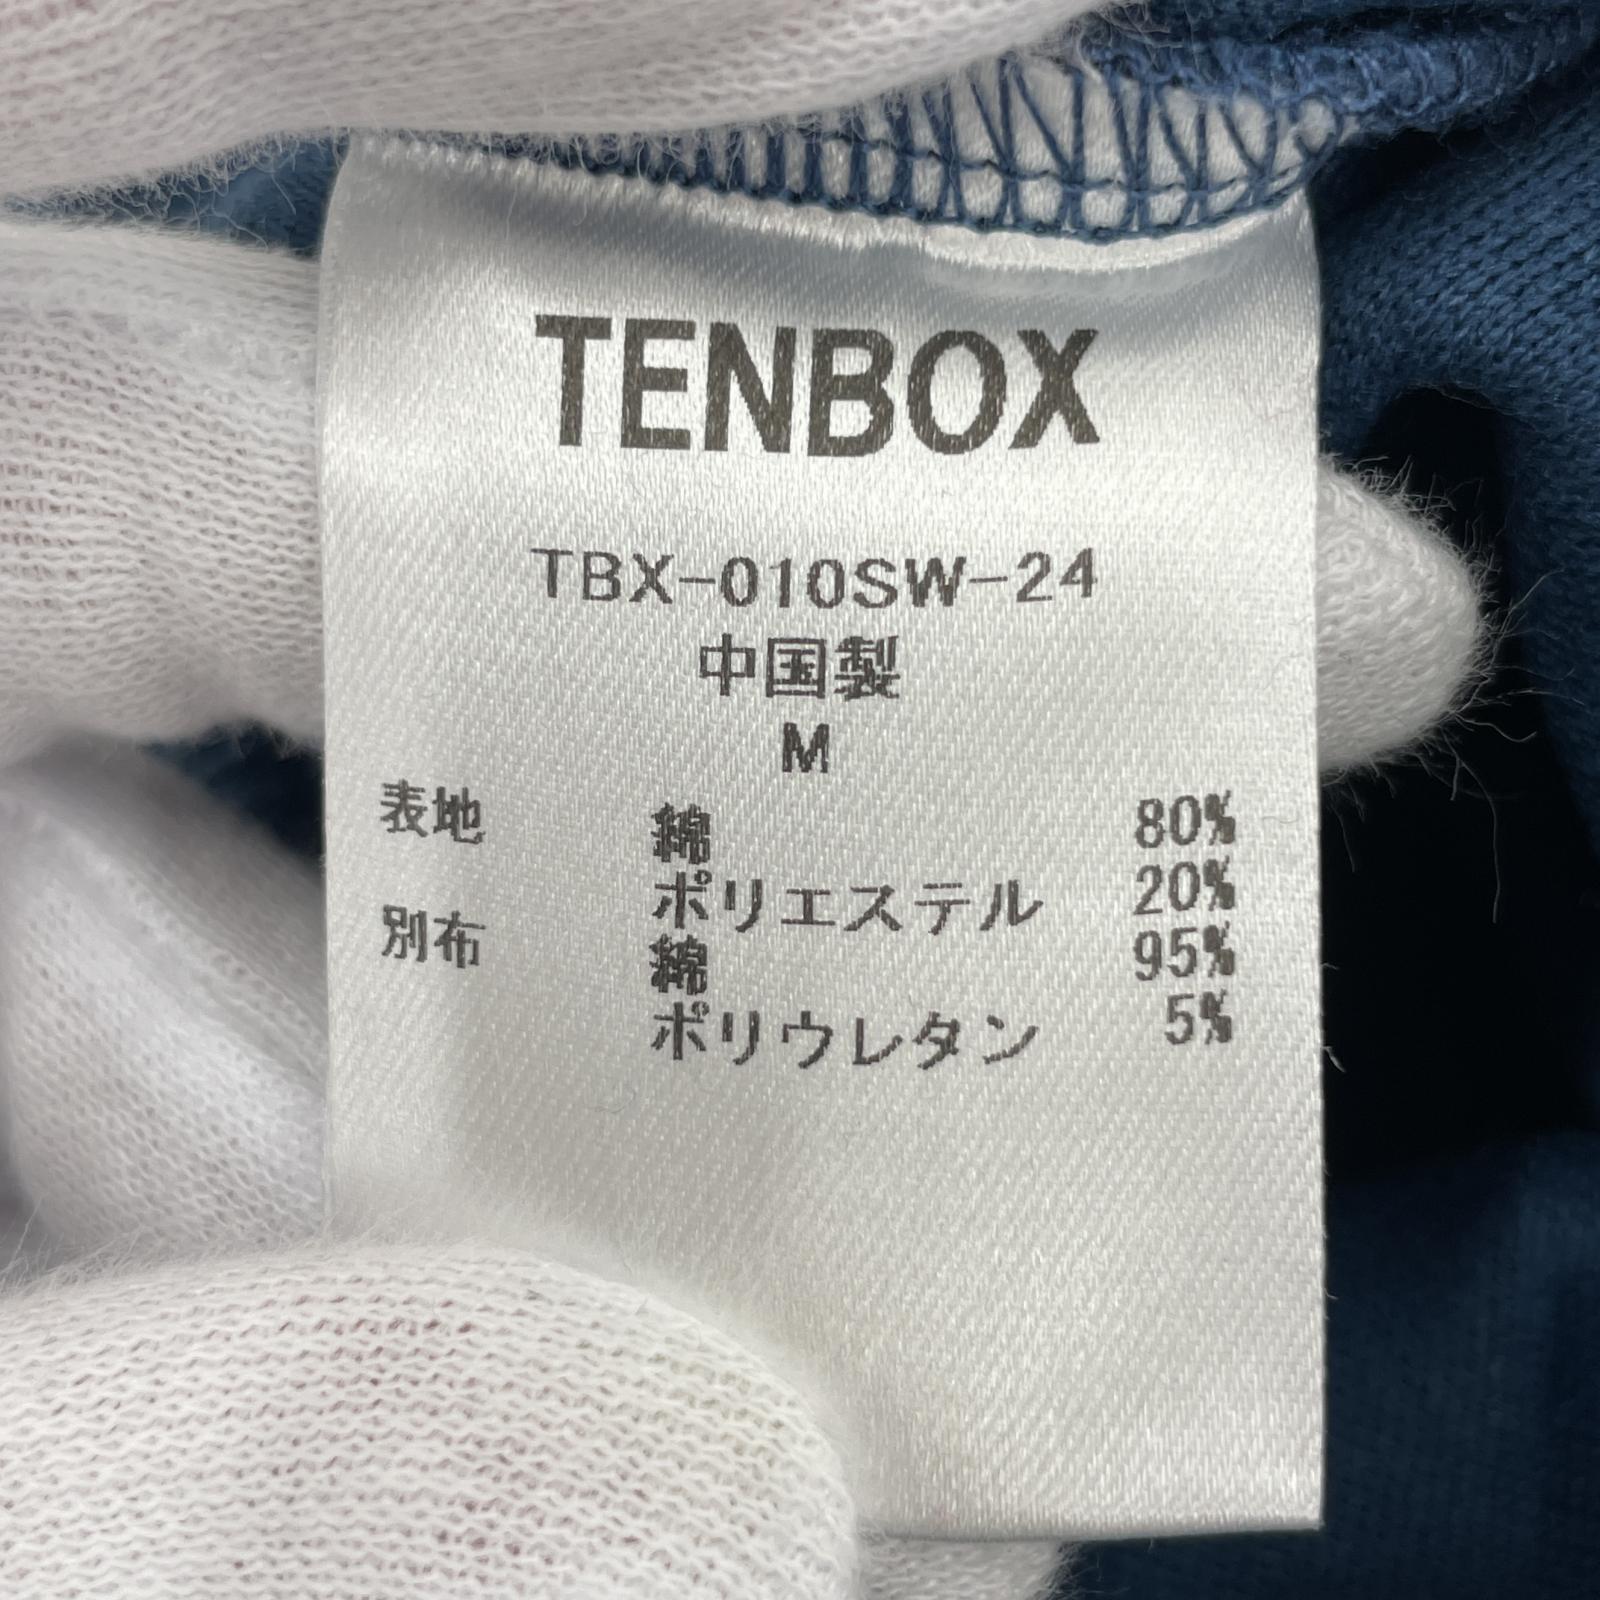 TENBOX
TBX-010SW-24
中国製
M
表地 綿 80%
ポリエステル 20%
別布 綿 95%
ポリウレタン 5%